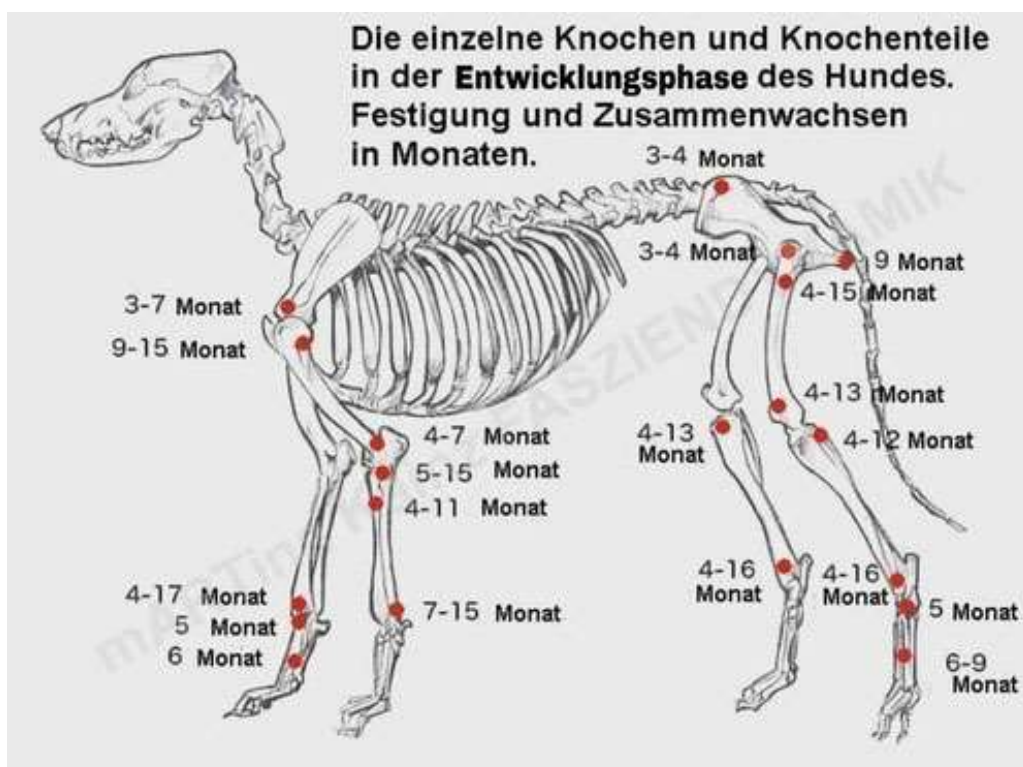 Die einzelne Knochen und Knochenteile
in der Entwicklungsphase des Hundes.
Festigung und Zusammenwachsen
in Monaten.
3-4 Monat
3-4 Monat
9 Monat
4-15 Monat
3-7 Monat
9-15 Monat
4-13 Monat
4-7 Monat
4-13
Monat
4-12 Monat
5-15 Monat
4-11 Monat
4-16
Monat
4-16
Monat
4-17 Monat
7-15 Monat
5 Monat
5 Monat
6 Monat
6-9
Monat